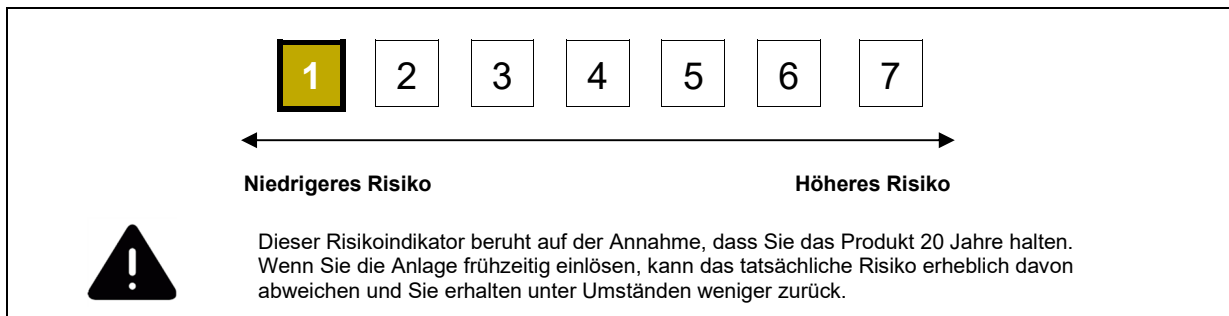 1 2 3 4 5 6 7
Niedrigeres Risiko Höheres Risiko
Dieser Risikoindikator beruht auf der Annahme, dass Sie das Produkt 20 Jahre halten.
Wenn Sie die Anlage frühzeitig einlösen, kann das tatsächliche Risiko erheblich davon
abweichen und Sie erhalten unter Umständen weniger zurück.